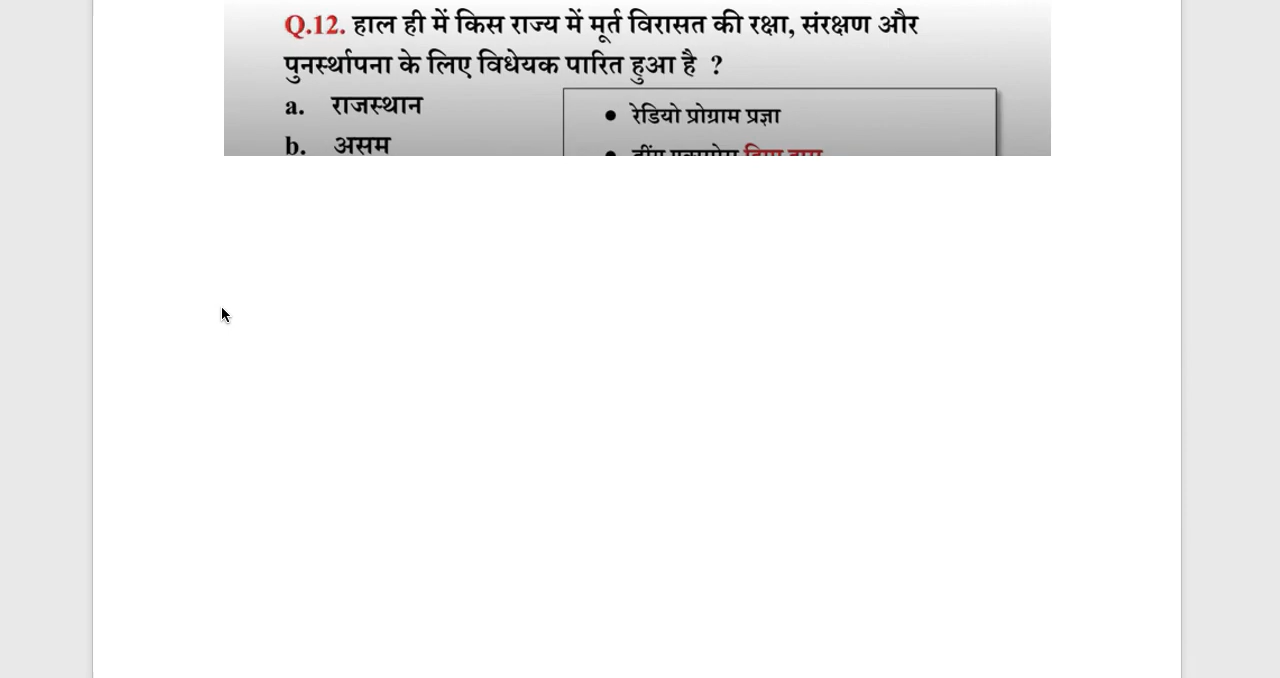 Q.12. हाल ही में किस राज्य में मूर्त विरासत की रक्षा, संरक्षण और
पुनर्स्थापना के लिए विधेयक पारित हुआ है ?
a. राजस्थान
b. असम
• रेडियो प्रोग्राम प्रज्ञा